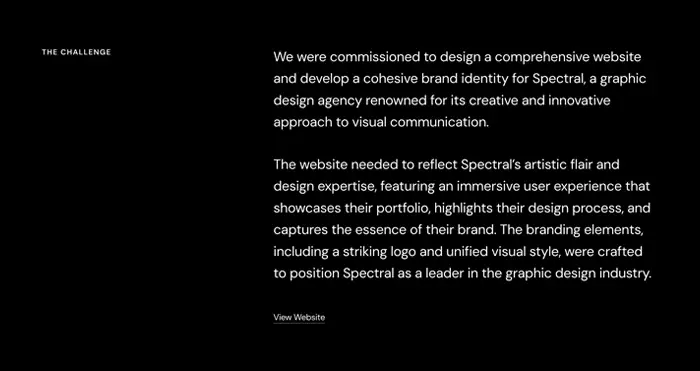 THE CHALLENGE
We were commissioned to design a comprehensive website
and develop a cohesive brand identity for Spectral, a graphic
design agency renowned for its creative and innovative
approach to visual communication.
The website needed to reflect Spectral's artistic flair and
design expertise, featuring an immersive user experience that
showcases their portfolio, highlights their design process, and
captures the essence of their brand. The branding elements,
including a striking logo and unified visual style, were crafted
to position Spectral as a leader in the graphic design industry.
View Website